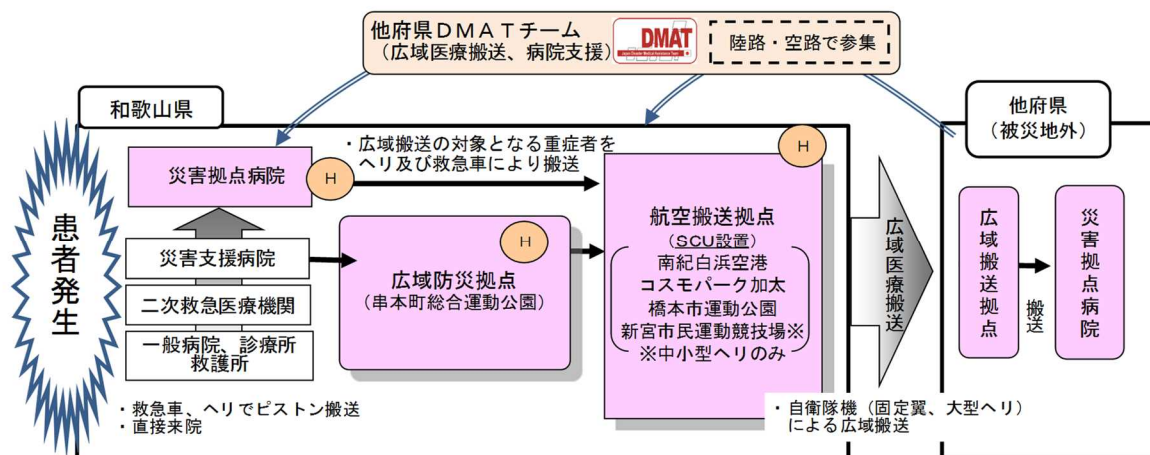 他府県DMATチーム
(広域医療搬送、病院支援)
DMAT
Japan Disaster Medical Assistance Team
陸路・空路で参集
和歌山県
他府県
(被災地外)
患者発生
災害拠点病院
H
・広域搬送の対象となる重症者を
ヘリ及び救急車により搬送
H
災害支援病院
二次救急医療機関
一般病院、診療所
救護所
H
広域防災拠点
(串本町総合運動公園)
航空搬送拠点
(SCU設置)
南紀白浜空港
コスモパーク加太
橋本市運動公園
新宮市民運動競技場※
※中小型ヘリのみ
広域医療搬送
広域搬送拠点
搬送
災害拠点病院
・救急車、ヘリでピストン搬送
・直接来院
・自衛隊機(固定翼、大型ヘリ)
による広域搬送